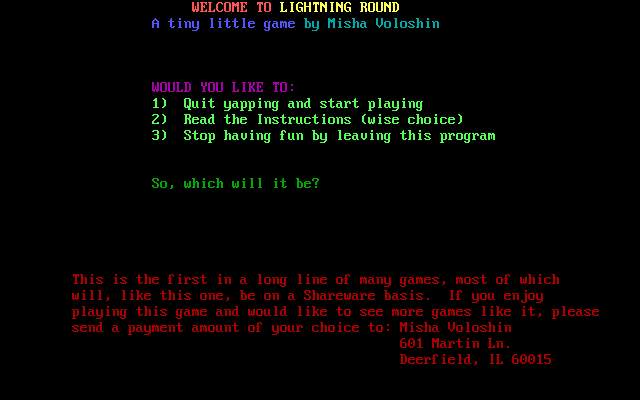 WELCOME TO LIGHTNING ROUND
A tiny little game by Misha Voloshin
WOULD YOU LIKE TO:
1)  Quit yapping and start playing
2)  Read the Instructions (wise choice)
3)  Stop having fun by leaving this program
So, which will it be?
This is the first in a long line of many games, most of which
will, like this one, be on a Shareware basis.  If you enjoy
playing this game and would like to see more games like it, please
send a payment amount of your choice to: Misha Voloshin
601 Martin Ln.
Deerfield, IL 60015